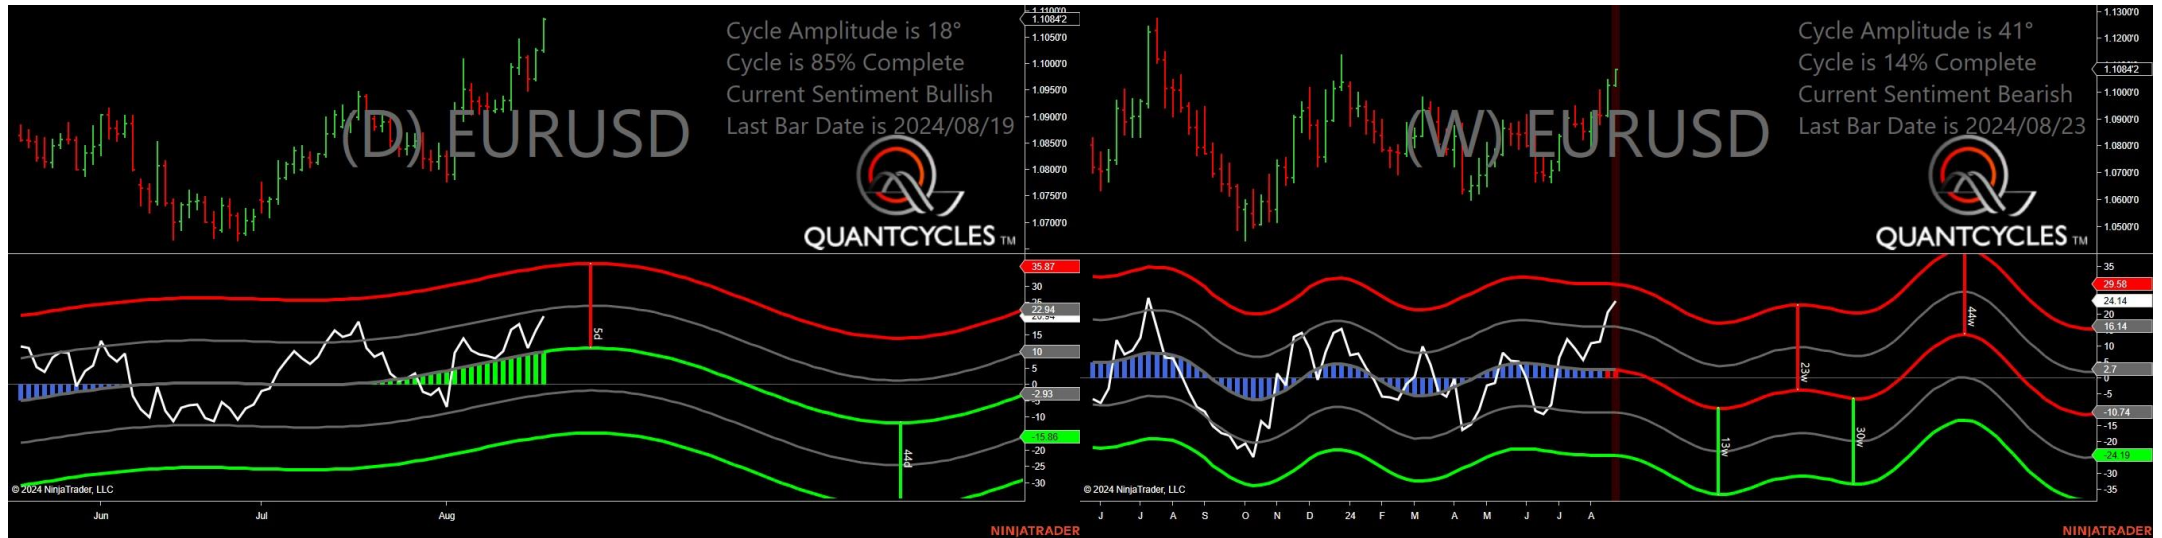 Cycle Amplitude is 18°
Cycle is 85% Complete
Current Sentiment Bullish
Last Bar Date is 2024/08/19
(D) EURUSD
QUANTCYCLES TM
1.1084'2
1.1050'0
1.1000'0
1.0950'0
1.0900'0
1.0850'0
1.0800'0
1.0750'0
1.0700'0
35.87
30
22.94
15
10
5
0
-2.93
-10
-15.86
-20
-25
-30
5d
44d
© 2024 NinjaTrader, LLC
Jun Jul Aug
NINJATRADER
Cycle Amplitude is 41°
Cycle is 14% Complete
Current Sentiment Bearish
Last Bar Date is 2024/08/23
(W) EURUSD
QUANTCYCLES TM
1.1300'0
1.1200'0
1.1084'2
1.1000'0
1.0900'0
1.0800'0
1.0700'0
1.0600'0
1.0500'0
35
29.58
24.14
20
16.14
10
5
2.7
0
-5
-10.74
-15
-20
-24.19
-30
-35
13w
23w
30w
44w
© 2024 NinjaTrader, LLC
J J A S O N D 24 F M A M J J A
NINJATRADER